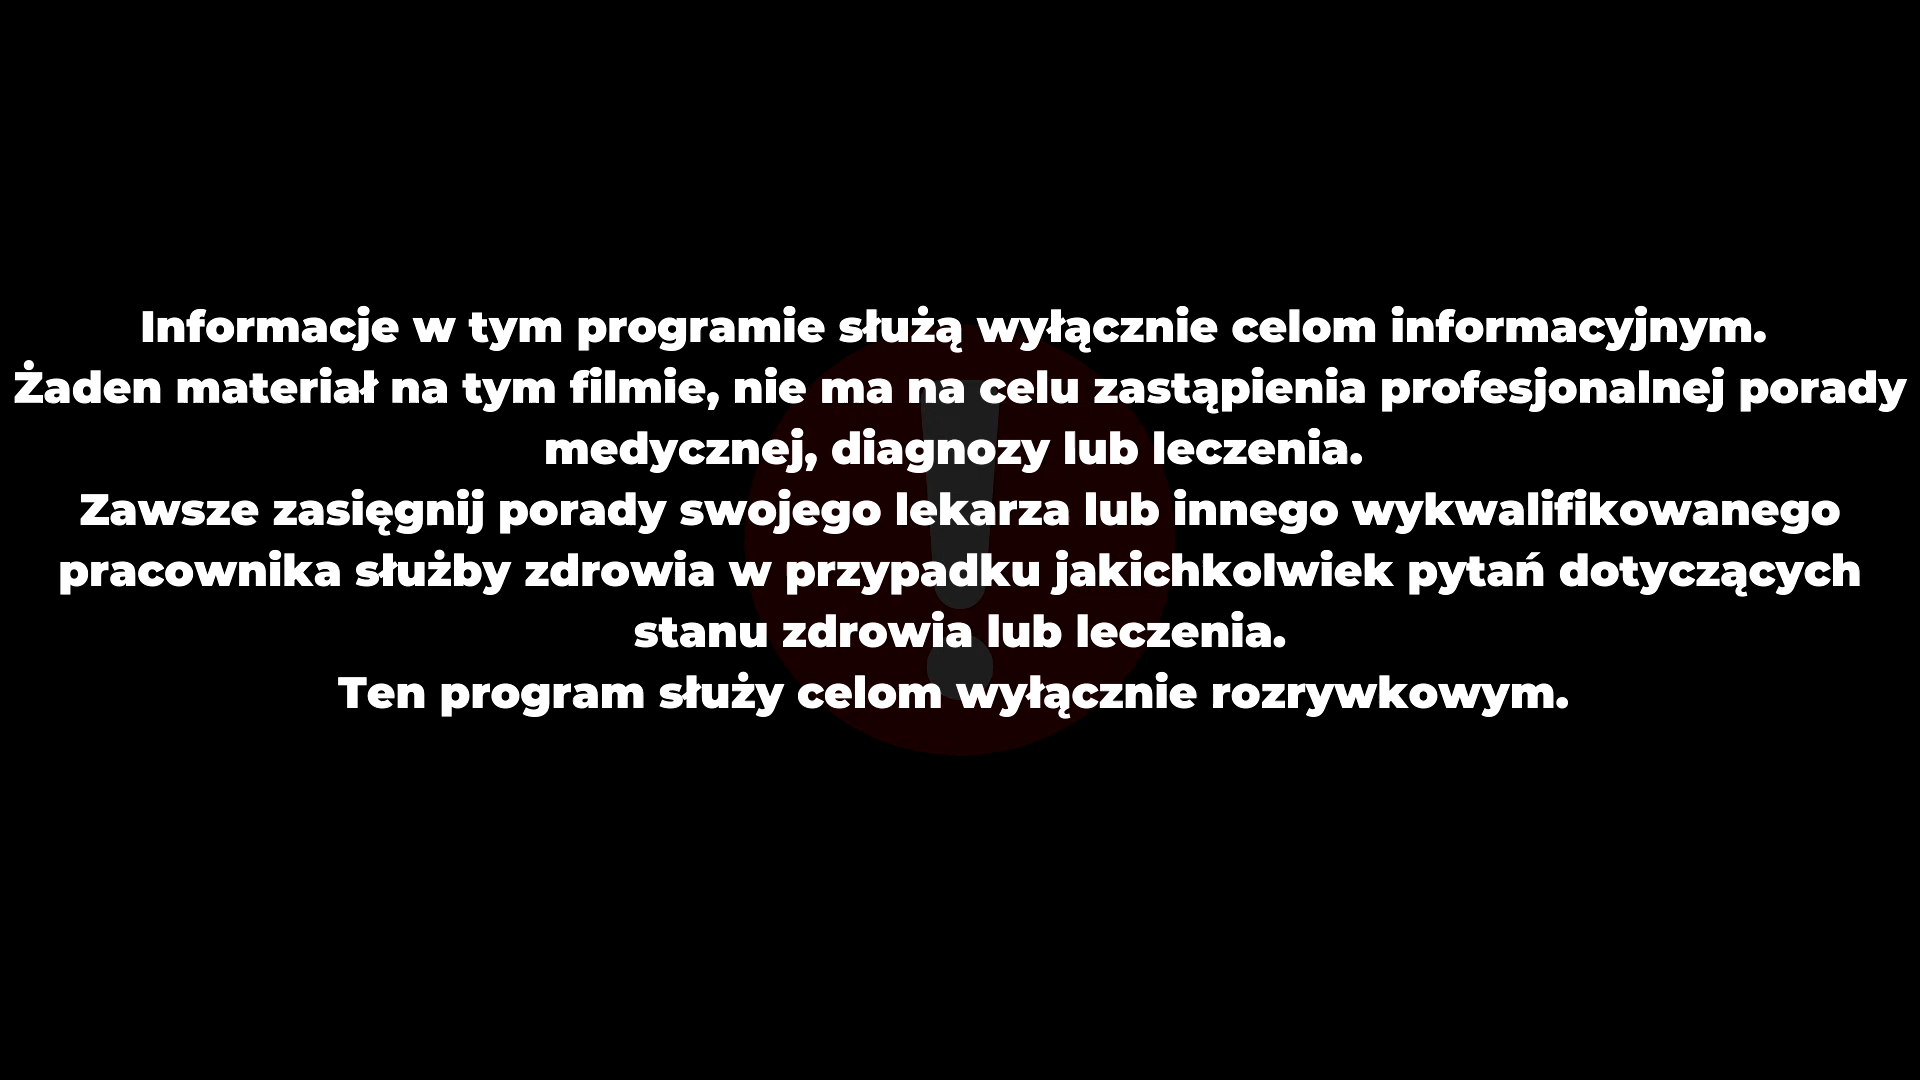 Informacje w tym programie służą wyłącznie celom informacyjnym.
Żaden materiał na tym filmie, nie ma na celu zastąpienia profesjonalnej porady
medycznej, diagnozy lub leczenia.
Zawsze zasięgnij porady swojego lekarza lub innego wykwalifikowanego
pracownika służby zdrowia w przypadku jakichkolwiek pytań dotyczących
stanu zdrowia lub leczenia.
Ten program służy celom wyłącznie rozrywkowym.